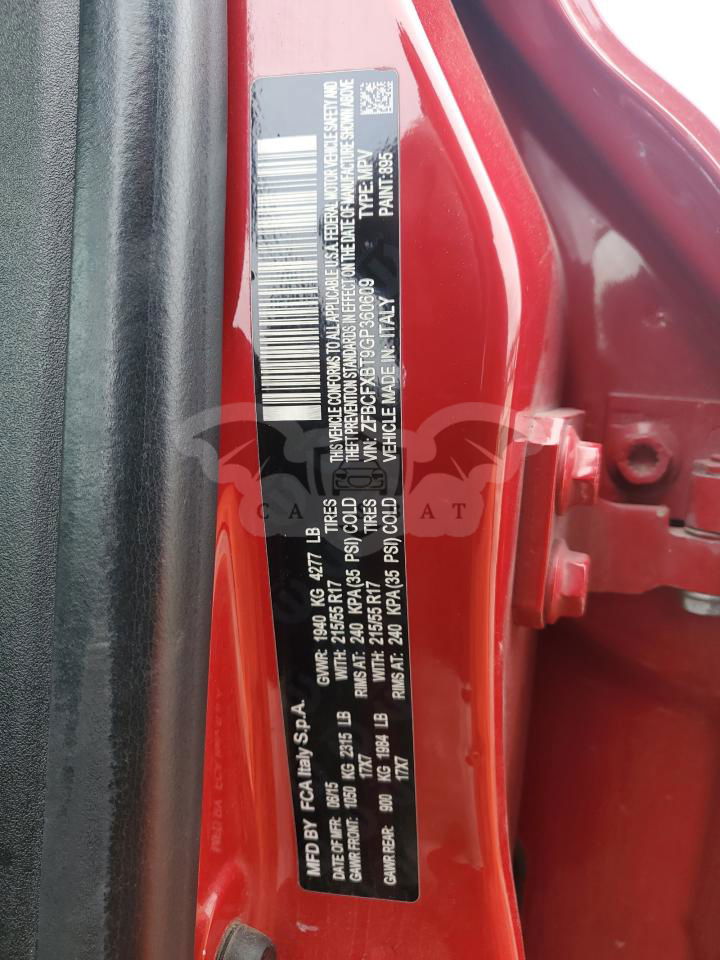 MFD BY FCA Italy S.p.A.
DATE OF MFR: 06/15 GVWR: 1940 KG 4277 LB
GAWR FRONT: 1050 KG 2315 LB WITH: 215/55 R17 TIRES
17X7 RIMS AT: 240 KPA(35 PSI) COLD
GAWR REAR: 900 KG 1984 LB WITH: 215/55 R17 TIRES
17X7 RIMS AT: 240 KPA(35 PSI) COLD
THIS VEHICLE CONFORMS TO ALL APPLICABLE U.S.A. FEDERAL MOTOR VEHICLE SAFETY AND
THEFT PREVENTION STANDARDS IN EFFECT ON THE DATE OF MANUFACTURE SHOWN ABOVE
VIN: ZFBCFXBT9GP360609 TYPE: MPV
VEHICLE MADE IN: ITALY PAINT:895